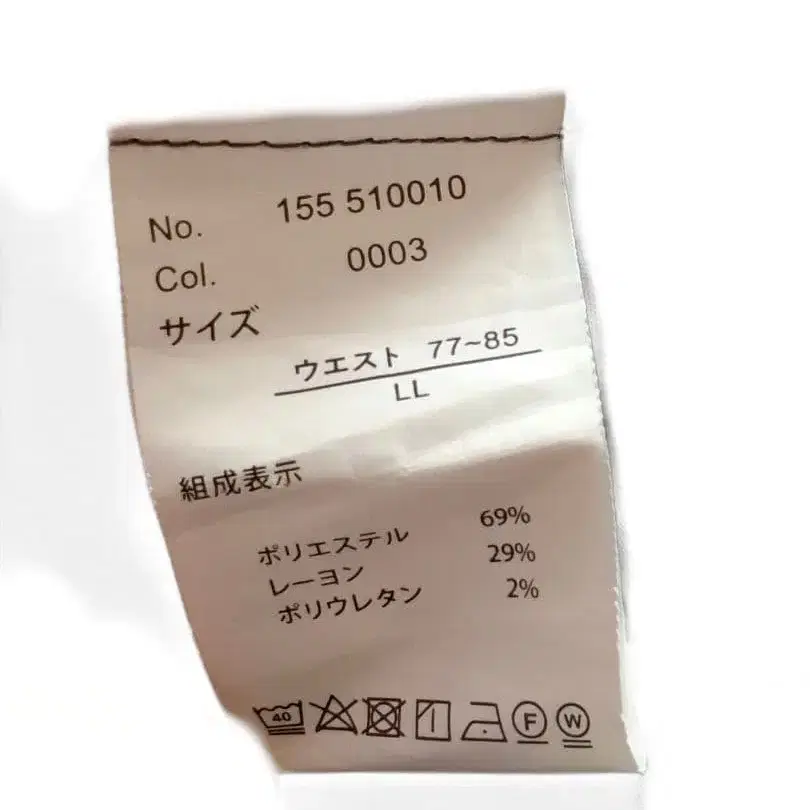 No. 155 510010
Col. 0003
サイズ
ウエスト 77~85
LL
組成表示
ポリエステル 69%
レーヨン 29%
ポリウレタン 2%
40 F W